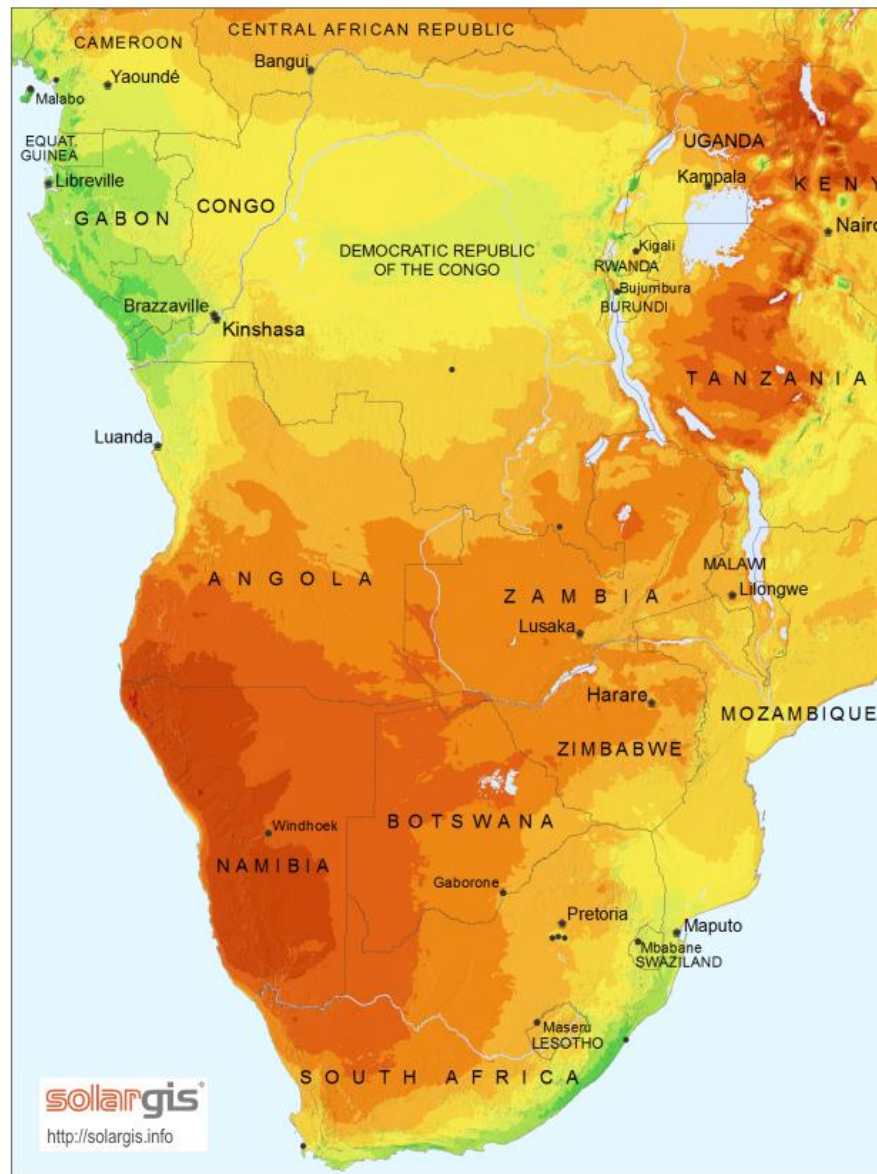 CENTRAL AFRICAN REPUBLIC
CAMEROON
Bangui
Yaoundé
Malabo
EQUAT.
GUINEA
UGANDA
Kampala
KENY
Libreville
CONGO
GABON
Nairo
DEMOCRATIC REPUBLIC
OF THE CONGO
Kigali
RWANDA
Bujumbura
BURUNDI
Brazzaville
Kinshasa
TANZANIA
Luanda
ANGOLA
MALAWI
Lilongwe
ZAMBIA
Lusaka
Harare
MOZAMBIQUE
ZIMBABWE
BOTSWANA
Windhoek
NAMIBIA
Gaborone
Pretoria
Maputo
Mbabane
SWAZILAND
Maseru
LESOTHO
SOUTH AFRICA
solargis
http://solargis.info